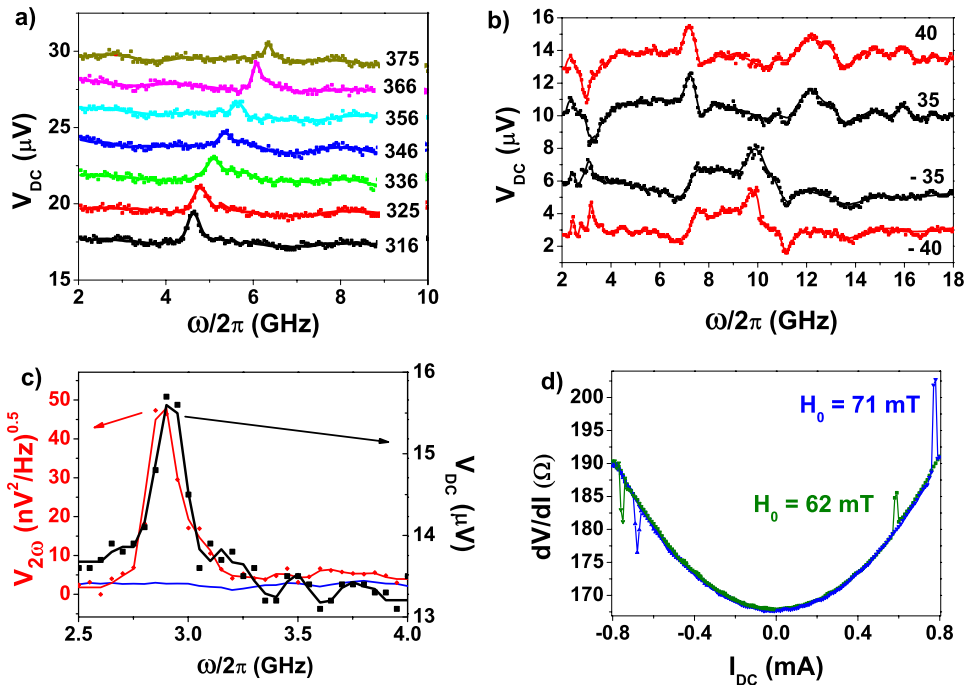 a)
30
25
20
15
V_DC (μV)
375
366
356
346
336
325
316
2 4 6 8 10
ω/2π (GHz)
b)
16
14
12
10
8
6
4
2
V_DC (μV)
40
35
- 35
- 40
2 4 6 8 10 12 14 16 18
ω/2π (GHz)
c)
50
40
30
20
10
0
V_2ω (nV²/Hz)^0.5
16
15
14
13
V_DC (μV)
2.5 3.0 3.5 4.0
ω/2π (GHz)
d)
200
195
190
185
180
175
170
dV/dI (Ω)
H₀ = 71 mT
H₀ = 62 mT
-0.8 -0.4 0.0 0.4 0.8
I_DC (mA)